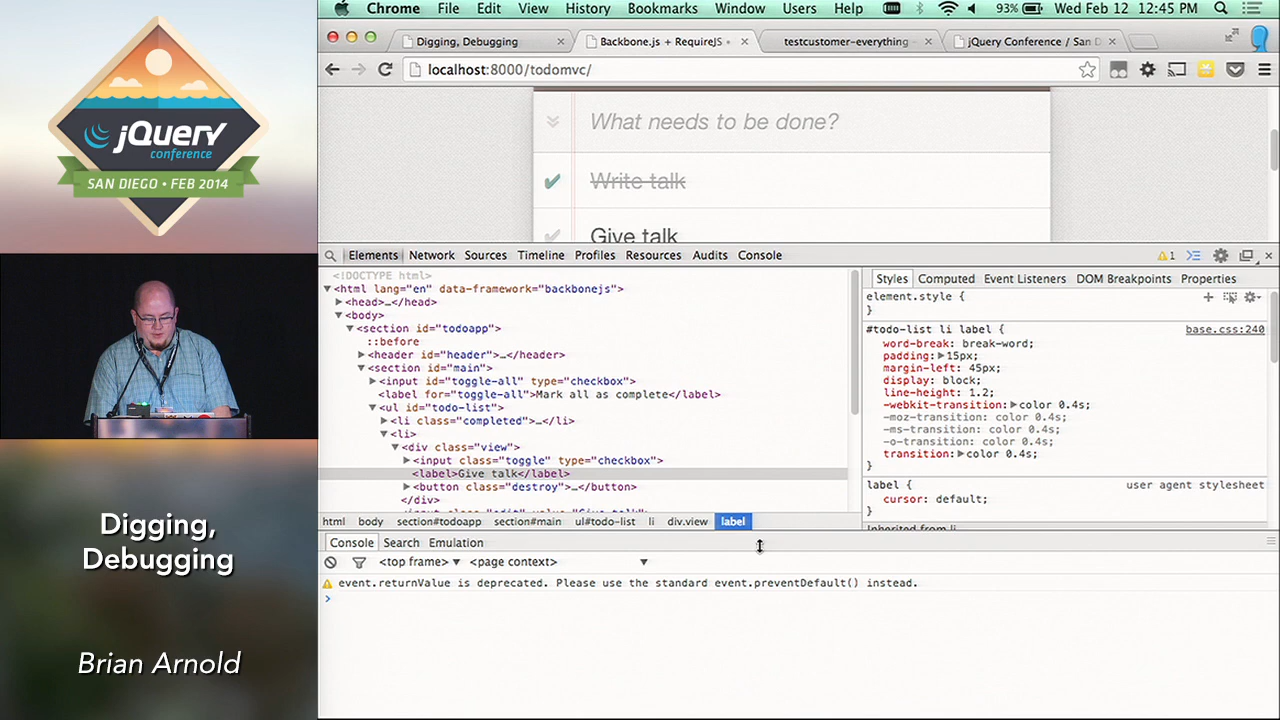 jQuery
conference
SAN DIEGO • FEB 2014
Digging,
Debugging
Brian Arnold
Chrome File Edit View History Bookmarks Window Users Help 93% Wed Feb 12 12:45 PM
Digging, Debugging Backbone.js + RequireJS • testcustomer-everything - jQuery Conference / San D
localhost:8000/todomvc/
What needs to be done?
Write talk
Give talk
Elements Network Sources Timeline Profiles Resources Audits Console 1
<!DOCTYPE html>
<html lang="en" data-framework="backbonejs">
<head>…</head>
<body>
<section id="todoapp">
::before
<header id="header">…</header>
<section id="main">
<input id="toggle-all" type="checkbox">
<label for="toggle-all">Mark all as complete</label>
<ul id="todo-list">
<li class="completed">…</li>
<li>
<div class="view">
<input class="toggle" type="checkbox">
<label>Give talk</label>
<button class="destroy">…</button>
</div>
html body section#todoapp section#main ul#todo-list li div.view label
Styles Computed Event Listeners DOM Breakpoints Properties
element.style {
}
#todo-list li label { base.css:240
word-break: break-word;
padding: 15px;
margin-left: 45px;
display: block;
line-height: 1.2;
-webkit-transition: color 0.4s;
-moz-transition: color 0.4s;
-ms-transition: color 0.4s;
-o-transition: color 0.4s;
transition: color 0.4s;
}
label { user agent stylesheet
cursor: default;
}
Inherited from li
Console Search Emulation
<top frame> <page context>
event.returnValue is deprecated. Please use the standard event.preventDefault() instead.
>